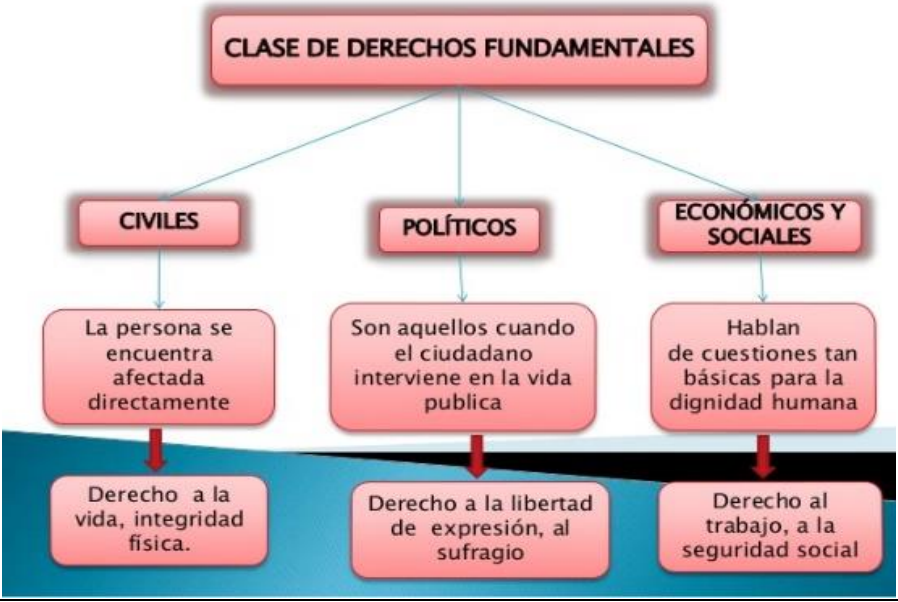 CLASE DE DERECHOS FUNDAMENTALES
CIVILES
POLÍTICOS
ECONÓMICOS Y
SOCIALES
La persona se
encuentra
afectada
directamente
Son aquellos cuando
el ciudadano
interviene en la vida
publica
Hablan
de cuestiones tan
básicas para la
dignidad humana
Derecho a la
vida, integridad
física.
Derecho a la libertad
de expresión, al
sufragio
Derecho al
trabajo, a la
seguridad social